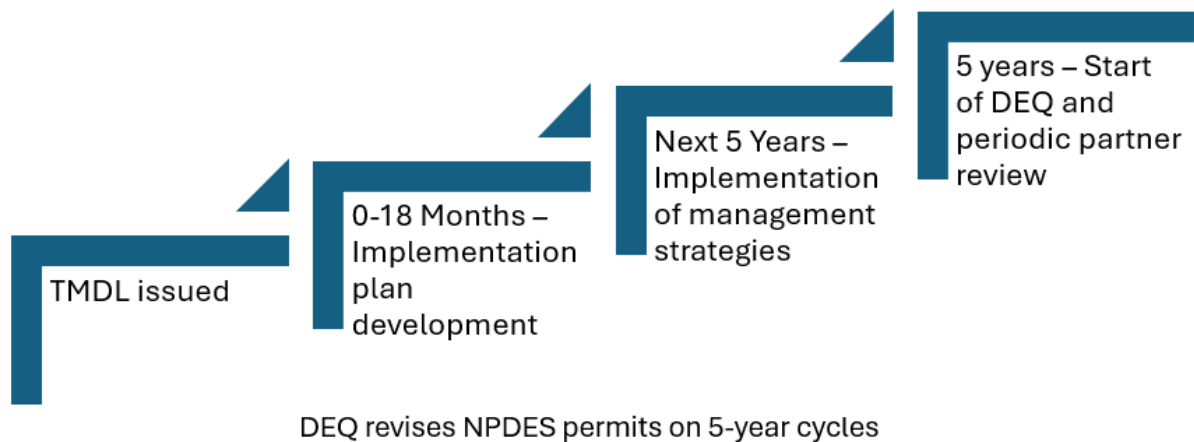 TMDL issued
0-18 Months –
Implementation
plan
development
Next 5 Years –
Implementation
of management
strategies
5 years – Start
of DEQ and
periodic partner
review
DEQ revises NPDES permits on 5-year cycles